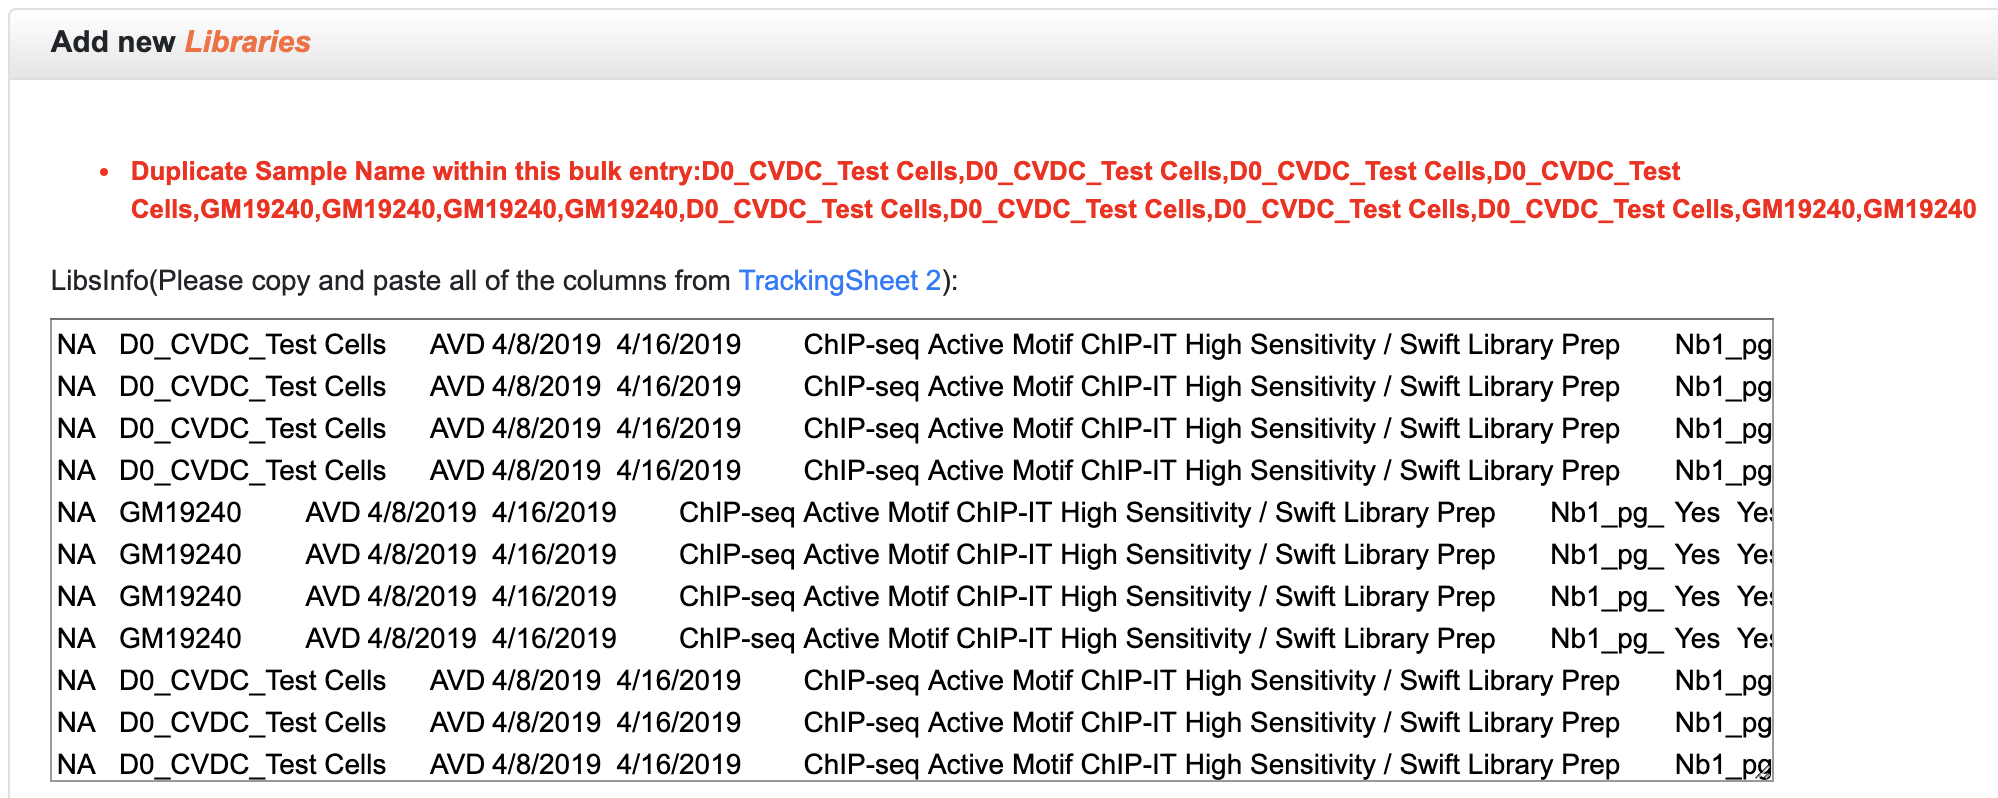 Add new Libraries
Duplicate Sample Name within this bulk entry:D0_CVDC_Test Cells,D0_CVDC_Test Cells,D0_CVDC_Test Cells,D0_CVDC_Test
Cells,GM19240,GM19240,GM19240,GM19240,D0_CVDC_Test Cells,D0_CVDC_Test Cells,D0_CVDC_Test Cells,D0_CVDC_Test Cells,GM19240,GM19240
LibsInfo(Please copy and paste all of the columns from TrackingSheet 2):
NA D0_CVDC_Test Cells AVD 4/8/2019 4/16/2019 ChIP-seq Active Motif ChIP-IT High Sensitivity / Swift Library Prep Nb1_pg
NA D0_CVDC_Test Cells AVD 4/8/2019 4/16/2019 ChIP-seq Active Motif ChIP-IT High Sensitivity / Swift Library Prep Nb1_pg
NA D0_CVDC_Test Cells AVD 4/8/2019 4/16/2019 ChIP-seq Active Motif ChIP-IT High Sensitivity / Swift Library Prep Nb1_pg
NA D0_CVDC_Test Cells AVD 4/8/2019 4/16/2019 ChIP-seq Active Motif ChIP-IT High Sensitivity / Swift Library Prep Nb1_pg
NA GM19240 AVD 4/8/2019 4/16/2019 ChIP-seq Active Motif ChIP-IT High Sensitivity / Swift Library Prep Nb1_pg_ Yes Yes
NA GM19240 AVD 4/8/2019 4/16/2019 ChIP-seq Active Motif ChIP-IT High Sensitivity / Swift Library Prep Nb1_pg_ Yes Yes
NA GM19240 AVD 4/8/2019 4/16/2019 ChIP-seq Active Motif ChIP-IT High Sensitivity / Swift Library Prep Nb1_pg_ Yes Yes
NA GM19240 AVD 4/8/2019 4/16/2019 ChIP-seq Active Motif ChIP-IT High Sensitivity / Swift Library Prep Nb1_pg_ Yes Yes
NA D0_CVDC_Test Cells AVD 4/8/2019 4/16/2019 ChIP-seq Active Motif ChIP-IT High Sensitivity / Swift Library Prep Nb1_pg
NA D0_CVDC_Test Cells AVD 4/8/2019 4/16/2019 ChIP-seq Active Motif ChIP-IT High Sensitivity / Swift Library Prep Nb1_pg
NA D0_CVDC_Test Cells AVD 4/8/2019 4/16/2019 ChIP-seq Active Motif ChIP-IT High Sensitivity / Swift Library Prep Nb1_pg